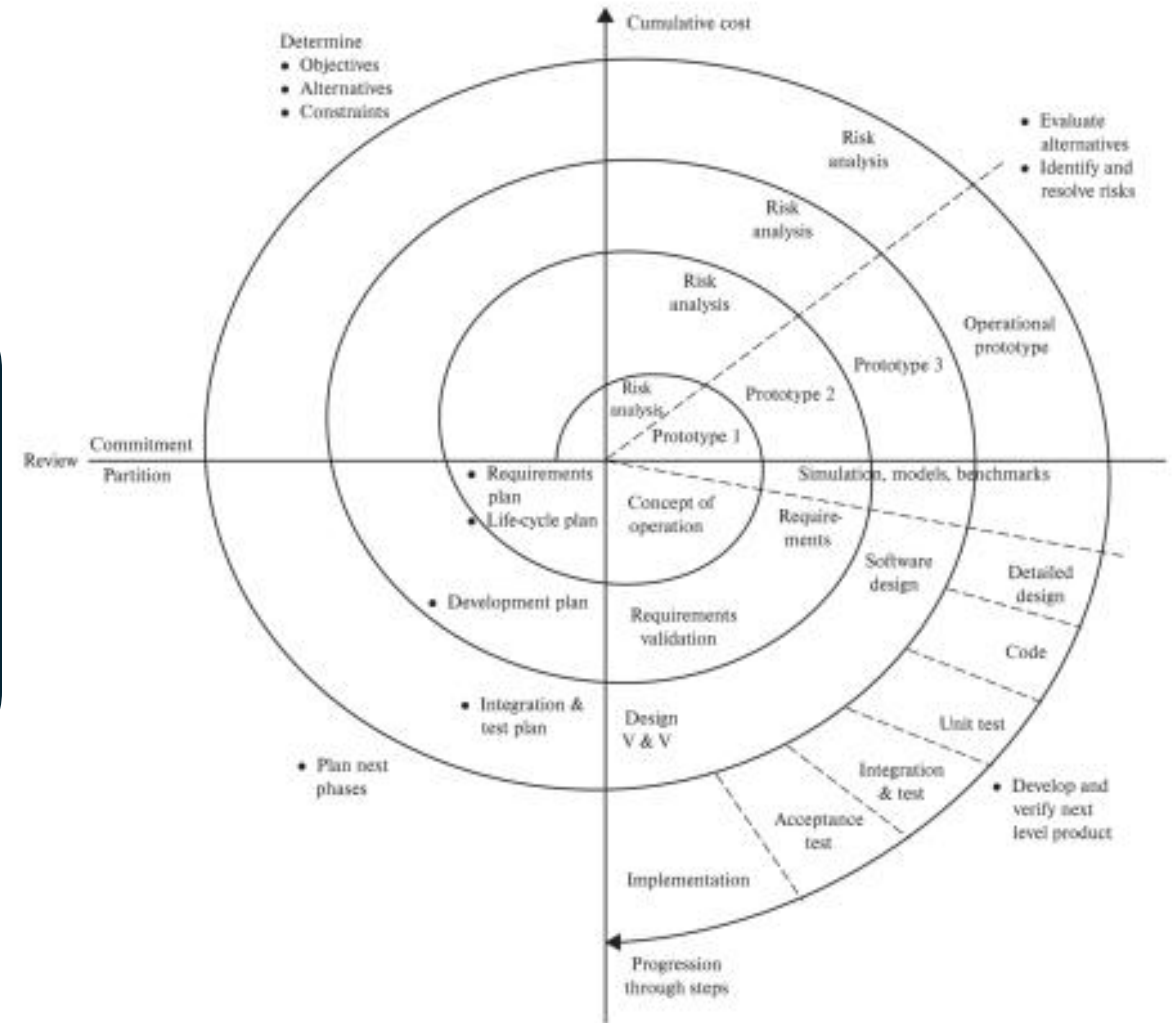 Cumulative cost
Determine
• Objectives
• Alternatives
• Constraints
• Evaluate
alternatives
• Identify and
resolve risks
Risk
analysis
Risk
analysis
Risk
analysis
Risk
analysis
Operational
prototype
Prototype 3
Prototype 2
Prototype 1
Review
Commitment
Partition
• Requirements
plan
• Life-cycle plan
Concept of
operation
Simulation, models, benchmarks
Require-
ments
Software
design
Detailed
design
• Development plan
Requirements
validation
Code
• Integration &
test plan
Design
V & V
Unit test
• Plan next
phases
Integration
& test
• Develop and
verify next
level product
Acceptance
test
Implementation
Progression
through steps